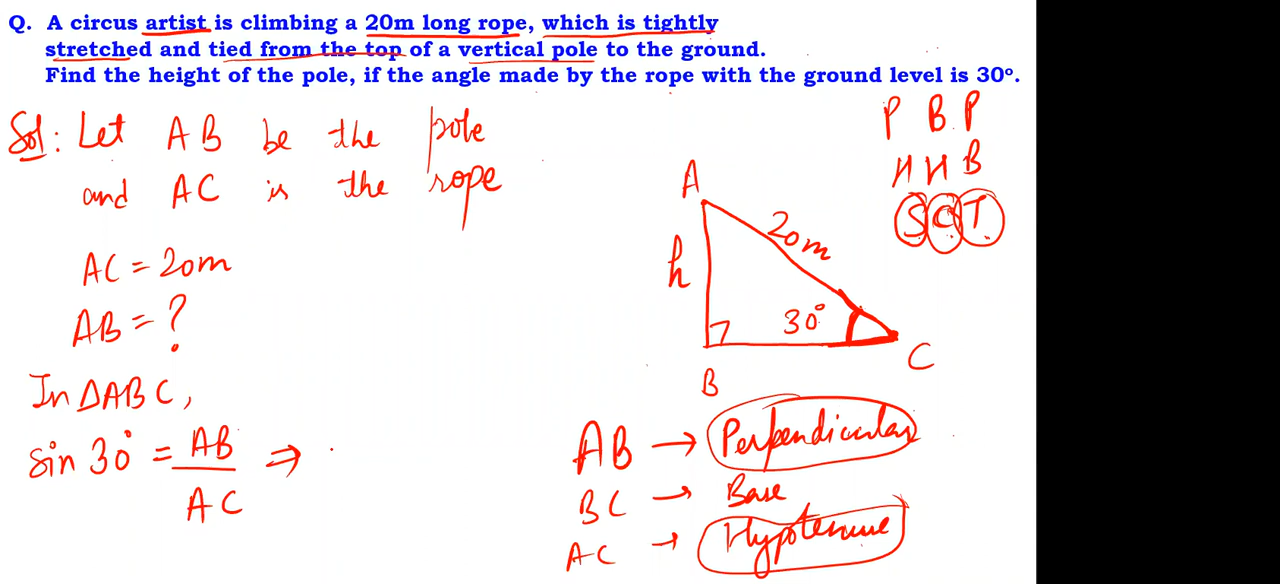 Q. A circus artist is climbing a 20m long rope, which is tightly
stretched and tied from the top of a vertical pole to the ground.
Find the height of the pole, if the angle made by the rope with the ground level is 30°.
Sol: Let AB be the pole
and AC is the rope
AC = 20m
AB = ?
In ΔABC,
sin 30° = AB/AC ⇒
P B P
H H B
S C T
A
20m
h
30°
B
C
AB → Perpendicular
BC → Base
AC → Hypotenuse